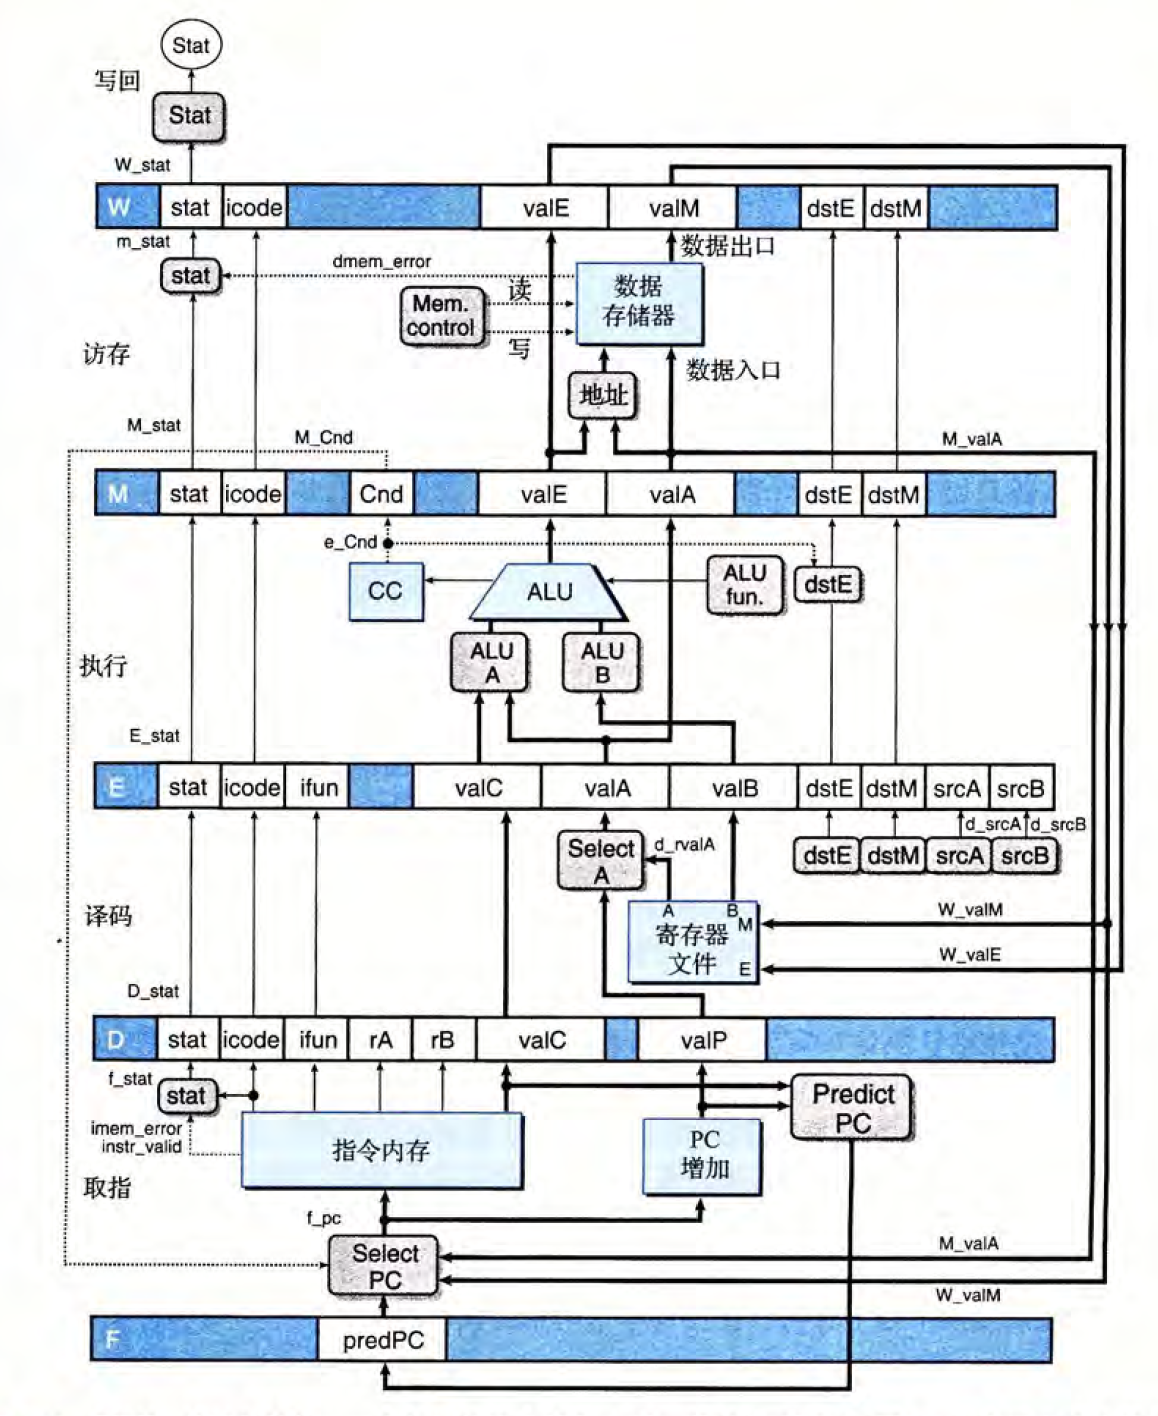 Stat
写回
Stat
W_stat
W stat icode valE valM dstE dstM
m_stat
数据出口
dmem_error
stat
读
数据
存储器
Mem.
control
写
访存
数据入口
地址
M_stat
M_Cnd
M_valA
M stat icode Cnd valE valA dstE dstM
e_Cnd
CC
ALU
ALU
fun.
dstE
ALU
A
ALU
B
执行
E_stat
E stat icode ifun valC valA valB dstE dstM srcA srcB
d_srcA d_srcB
Select
A
d_rvalA
dstE dstM srcA srcB
译码
A B
M
寄存器
文件
E
W_valM
W_valE
D_stat
D stat icode ifun rA rB valC valP
f_stat
stat
Predict
PC
imem_error
instr_valid
指令内存
PC
增加
取指
f_pc
Select
PC
M_valA
W_valM
F predPC